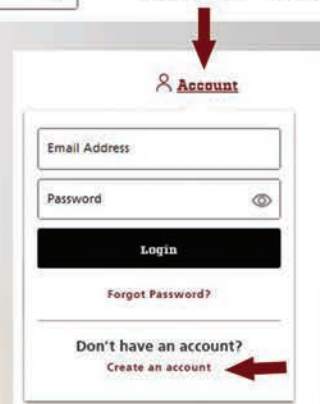 Account
Email Address
Password
Login
Forgot Password?
Don't have an account?
Create an account